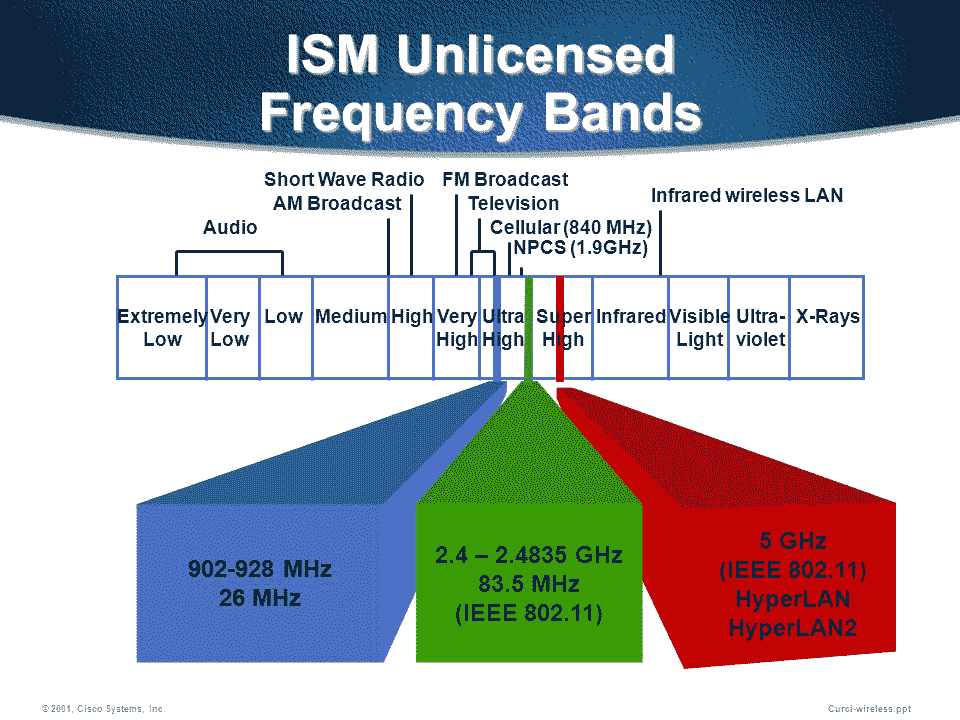 ISM Unlicensed
Frequency Bands
Short Wave Radio
FM Broadcast
Infrared wireless LAN
AM Broadcast
Television
Audio
Cellular (840 MHz)
NPCS (1.9GHz)
Extremely
Low
Very
Low
Low
Medium
High
Very
High
Ultra
High
Super
High
Infrared
Visible
Light
Ultra-
violet
X-Rays
902-928 MHz
26 MHz
2.4 – 2.4835 GHz
83.5 MHz
(IEEE 802.11)
5 GHz
(IEEE 802.11)
HyperLAN
HyperLAN2
© 2001, Cisco Systems, Inc.
Curci-wireless.ppt